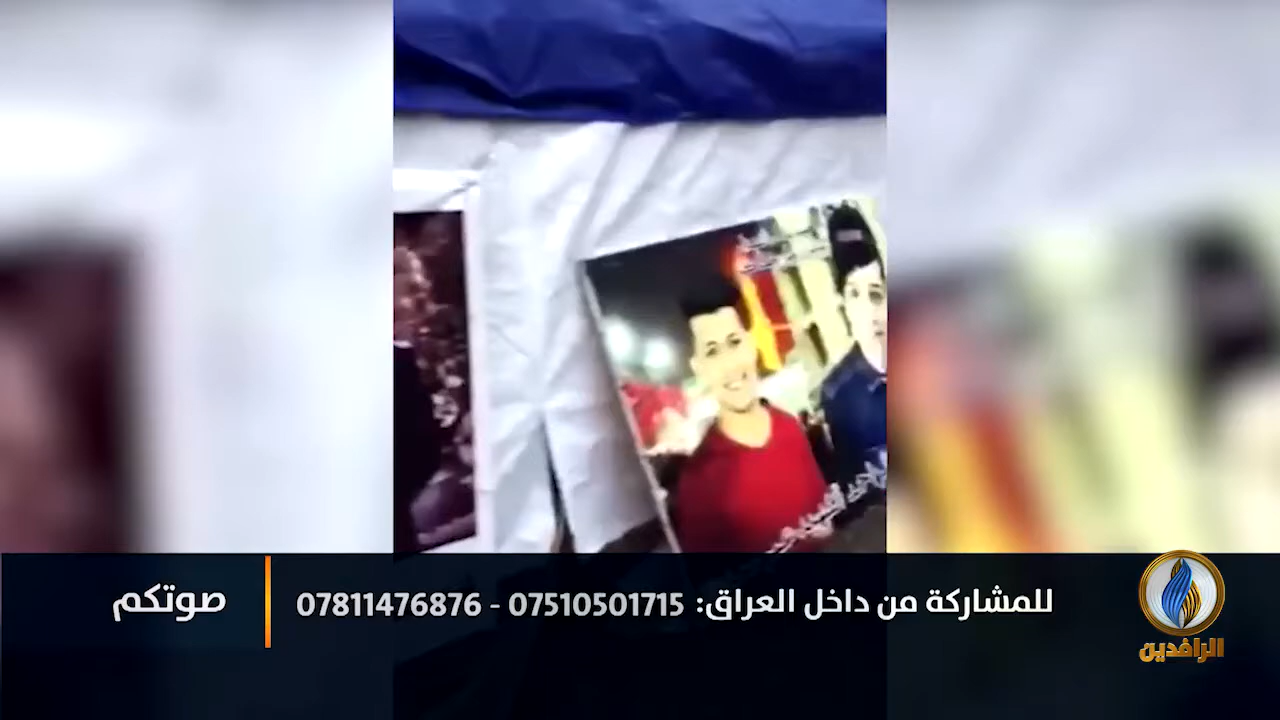 للمشاركة من داخل العراق: 07510501715 - 07811476876
صوتكم
الرافدين